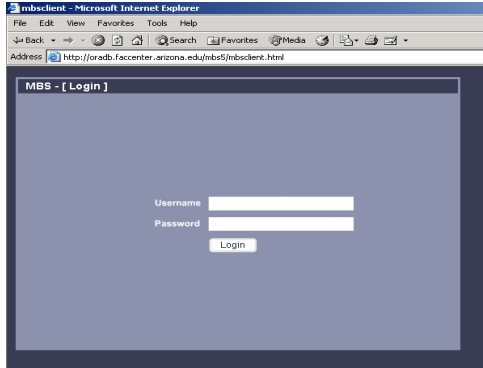 mbsclient - Microsoft Internet Explorer
File Edit View Favorites Tools Help
Back Search Favorites Media
Address http://oradb.faccenter.arizona.edu/mbs5/mbsclient.html
MBS - [ Login ]
Username
Password
Login